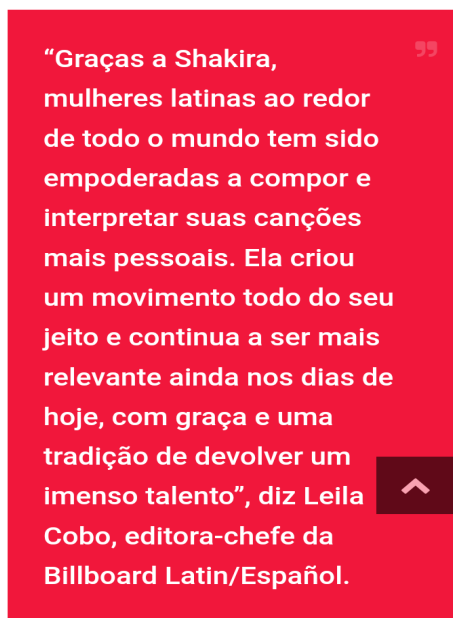 “Graças a Shakira,
mulheres latinas ao redor
de todo o mundo tem sido
empoderadas a compor e
interpretar suas canções
mais pessoais. Ela criou
um movimento todo do seu
jeito e continua a ser mais
relevante ainda nos dias de
hoje, com graça e uma
tradição de devolver um
imenso talento”, diz Leila
Cobo, editora-chefe da
Billboard Latin/Español.